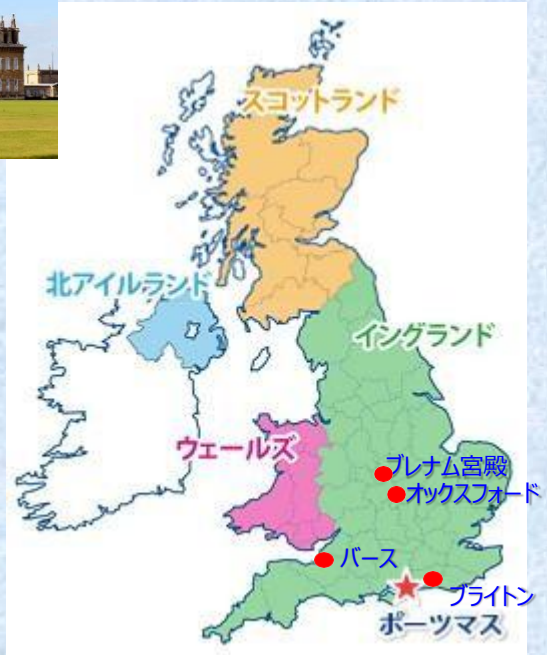 スコットランド
北アイルランド
イングランド
ウェールズ
ブレナム宮殿
オックスフォード
バース
ブライトン
ポーツマス